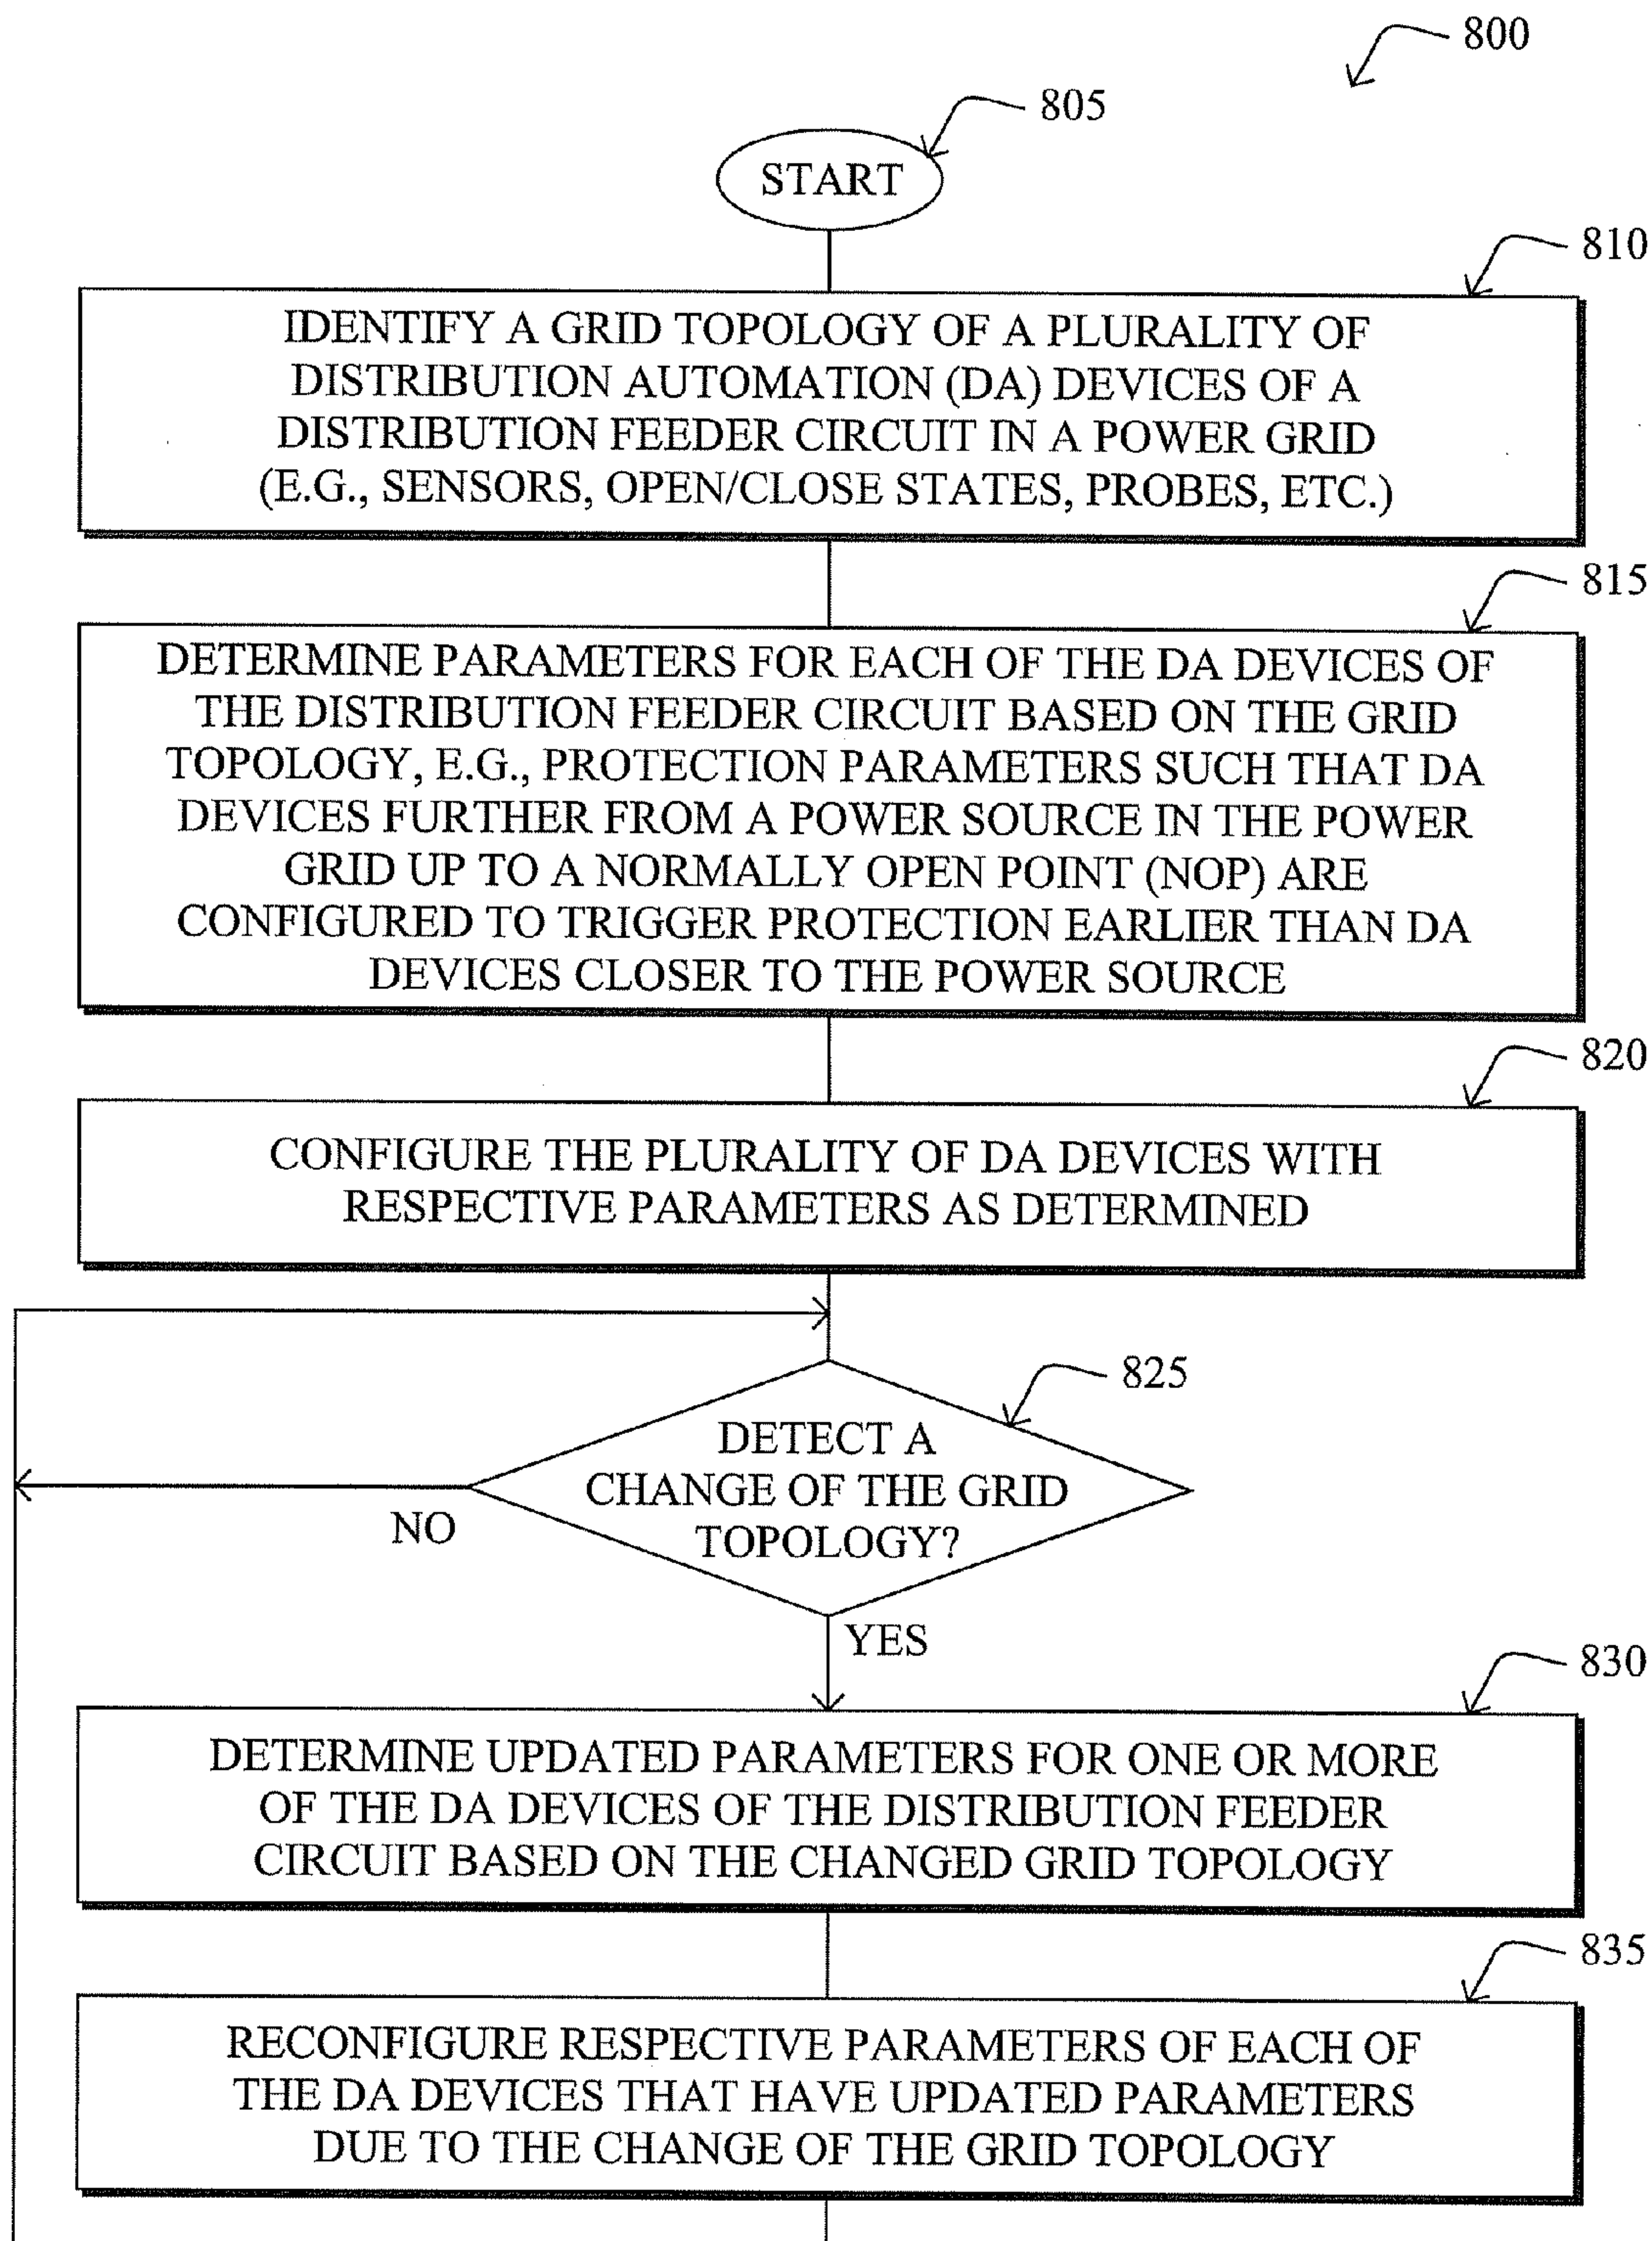 800
805
START
810
IDENTIFY A GRID TOPOLOGY OF A PLURALITY OF
DISTRIBUTION AUTOMATION (DA) DEVICES OF A
DISTRIBUTION FEEDER CIRCUIT IN A POWER GRID
(E.G., SENSORS, OPEN/CLOSE STATES, PROBES, ETC.)
815
DETERMINE PARAMETERS FOR EACH OF THE DA DEVICES OF
THE DISTRIBUTION FEEDER CIRCUIT BASED ON THE GRID
TOPOLOGY, E.G., PROTECTION PARAMETERS SUCH THAT DA
DEVICES FURTHER FROM A POWER SOURCE IN THE POWER
GRID UP TO A NORMALLY OPEN POINT (NOP) ARE
CONFIGURED TO TRIGGER PROTECTION EARLIER THAN DA
DEVICES CLOSER TO THE POWER SOURCE
820
CONFIGURE THE PLURALITY OF DA DEVICES WITH
RESPECTIVE PARAMETERS AS DETERMINED
825
DETECT A
CHANGE OF THE GRID
TOPOLOGY?
NO
YES
830
DETERMINE UPDATED PARAMETERS FOR ONE OR MORE
OF THE DA DEVICES OF THE DISTRIBUTION FEEDER
CIRCUIT BASED ON THE CHANGED GRID TOPOLOGY
835
RECONFIGURE RESPECTIVE PARAMETERS OF EACH OF
THE DA DEVICES THAT HAVE UPDATED PARAMETERS
DUE TO THE CHANGE OF THE GRID TOPOLOGY